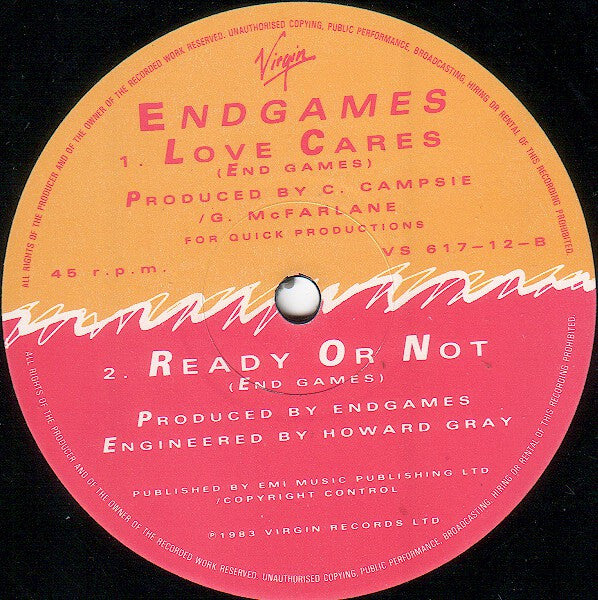 ALL RIGHTS OF THE PRODUCER AND OF THE OWNER OF THE RECORDED WORK RESERVED. UNAUTHORISED COPYING, PUBLIC PERFORMANCE, BROADCASTING, HIRING OR RENTAL OF THIS RECORDING PROHIBITED.
Virgin
ENDGAMES
1. LOVE CARES
(END GAMES)
PRODUCED BY C. CAMPSIE
/G. McFARLANE
FOR QUICK PRODUCTIONS
VS 617-12-B
45 r.p.m.
2. READY OR NOT
(END GAMES)
PRODUCED BY ENDGAMES
ENGINEERED BY HOWARD GRAY
PUBLISHED BY EMI MUSIC PUBLISHING LTD
/COPYRIGHT CONTROL
℗1983 VIRGIN RECORDS LTD
ALL RIGHTS OF THE PRODUCER AND OF THE OWNER OF THE RECORDED WORK RESERVED. UNAUTHORISED COPYING, PUBLIC PERFORMANCE, BROADCASTING, HIRING OR RENTAL OF THIS RECORDING PROHIBITED.